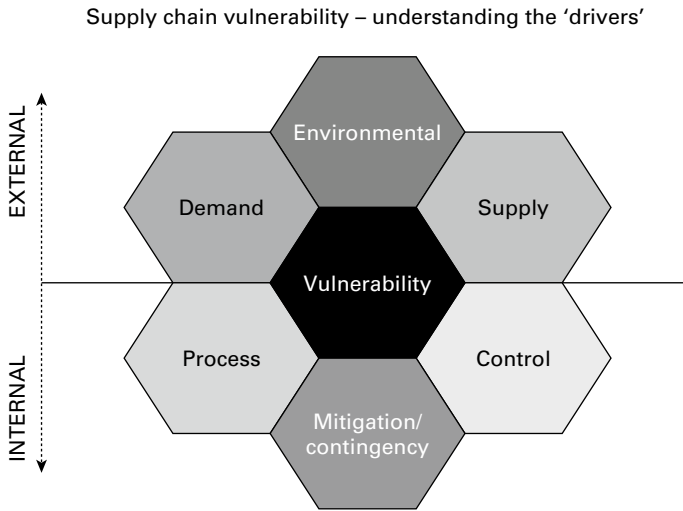 Supply chain vulnerability – understanding the ‘drivers’
EXTERNAL
Environmental
Demand
Supply
Vulnerability
INTERNAL
Process
Control
Mitigation/
contingency